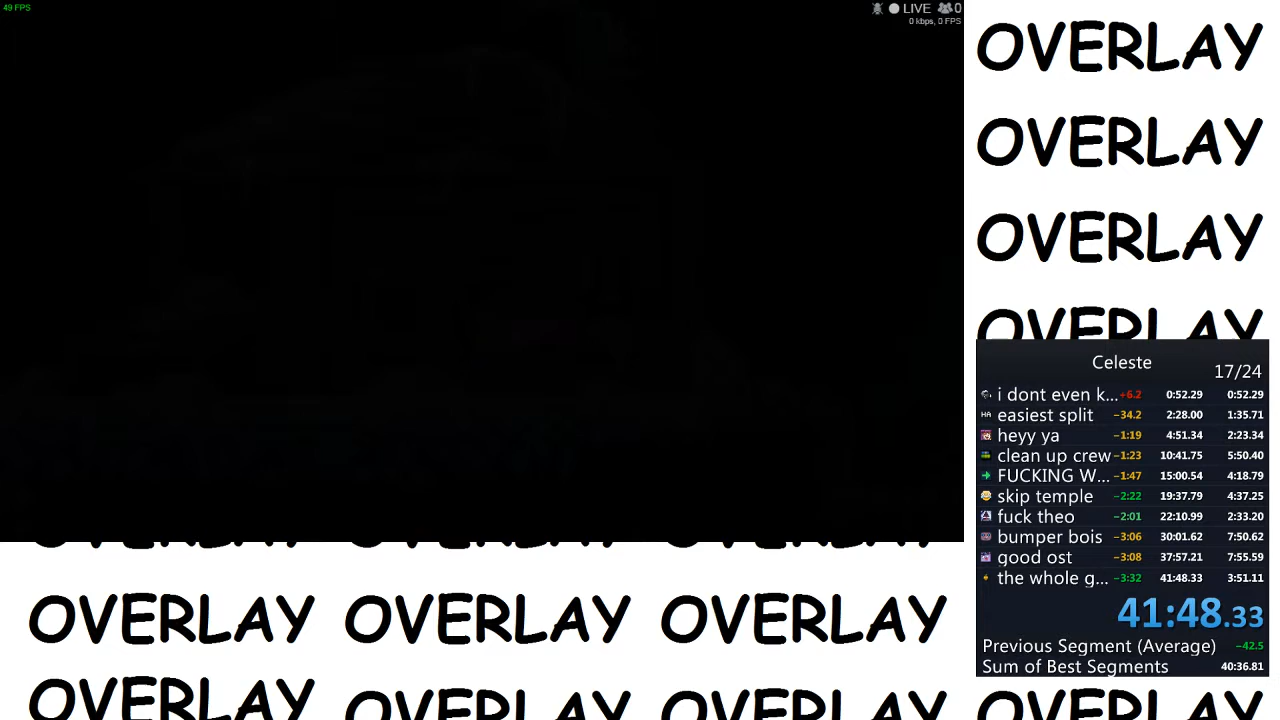 49 FPS
LIVE 0
0 kbps, 0 FPS
OVERLAY
OVERLAY
OVERLAY
OVERLAY
Celeste
17/24
i dont even k... +6.2 0:52.29 0:52.29
easiest split −34.2 2:28.00 1:35.71
heyy ya −1:19 4:51.34 2:23.34
clean up crew −1:23 10:41.75 5:50.40
FUCKING W... −1:47 15:00.54 4:18.79
skip temple −2:22 19:37.79 4:37.25
fuck theo −2:01 22:10.99 2:33.20
bumper bois −3:06 30:01.62 7:50.62
good ost −3:08 37:57.21 7:55.59
the whole g... −3:32 41:48.33 3:51.11
41:48.33
Previous Segment (Average) −42.5
Sum of Best Segments 40:36.81
OVERLAY OVERLAY OVERLAY
OVERLAY OVERLAY OVERLAY OVERLAY